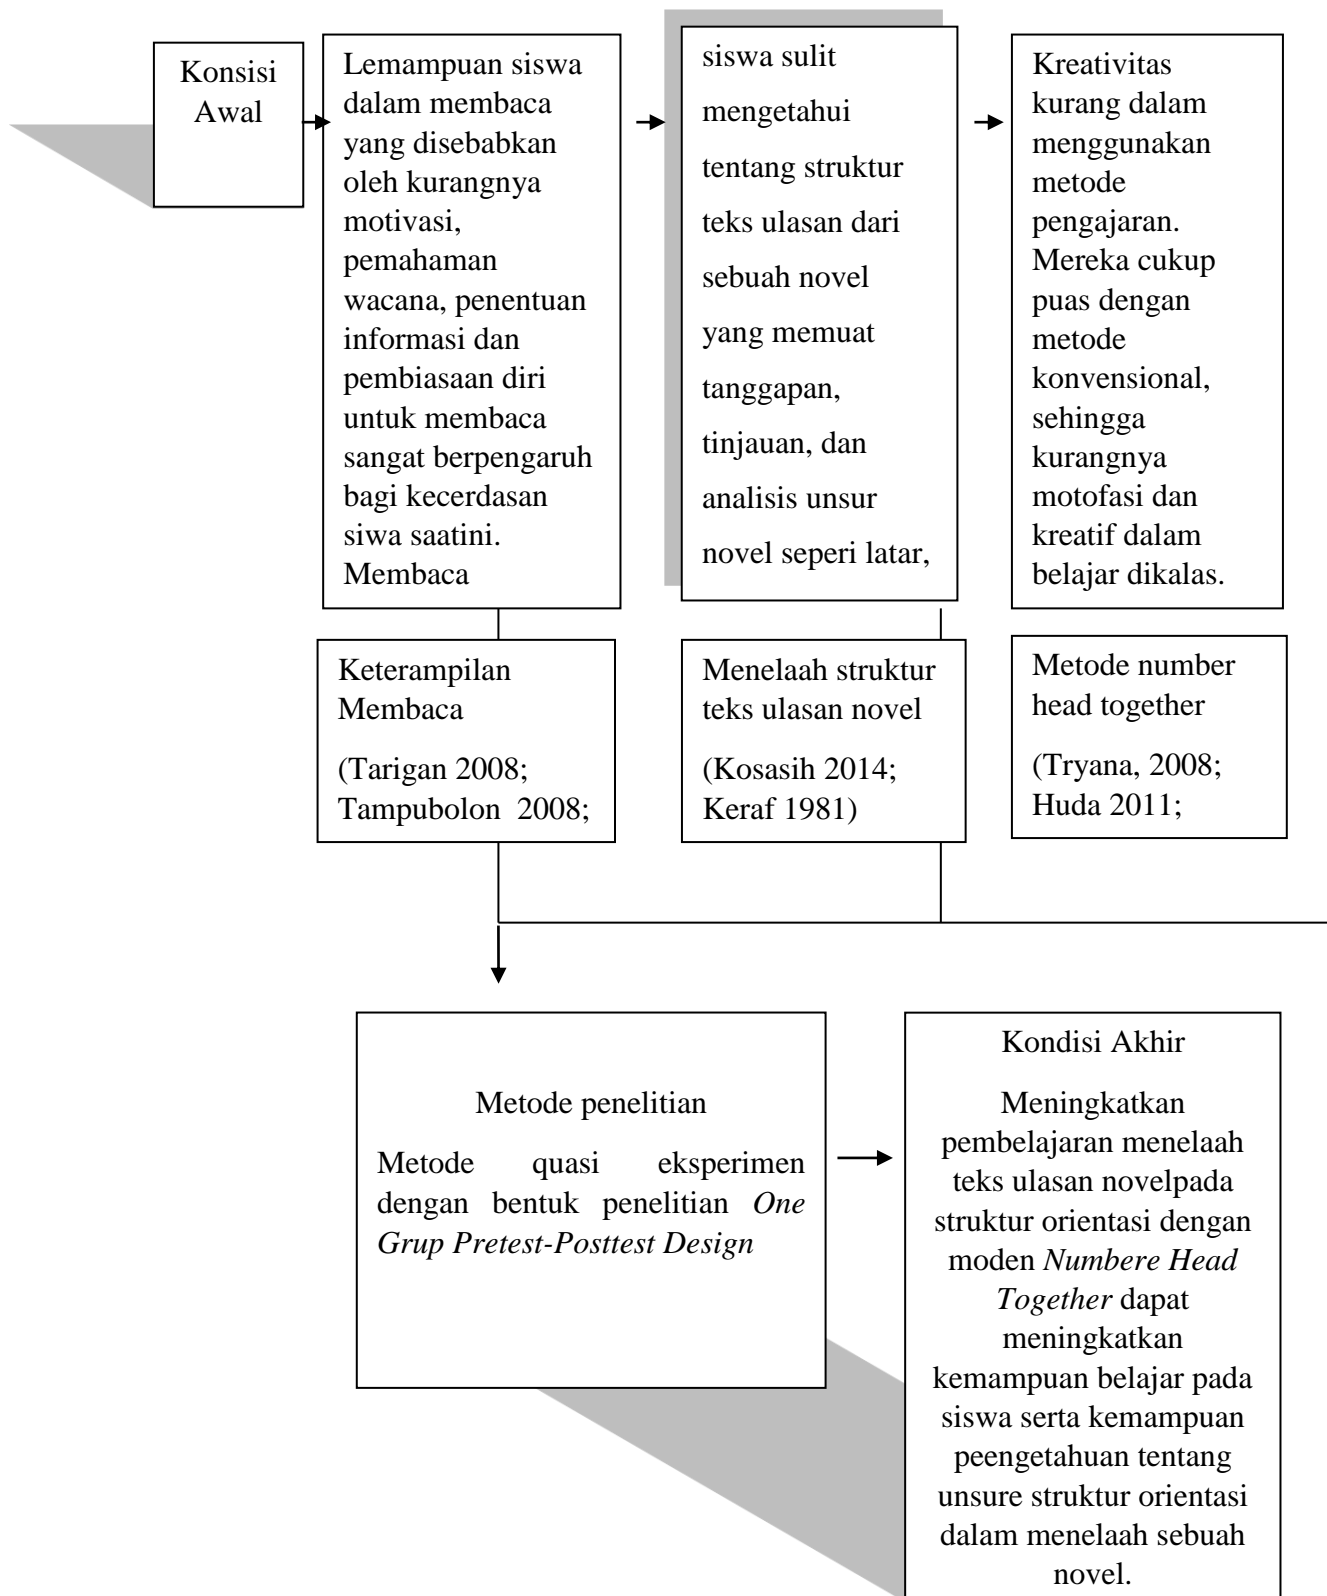 Konsisi
Awal
Lemampuan siswa
dalam membaca
yang disebabkan
oleh kurangnya
motivasi,
pemahaman
wacana, penentuan
informasi dan
pembiasaan diri
untuk membaca
sangat berpengaruh
bagi kecerdasan
siwa saatini.
Membaca
siswa sulit
mengetahui
tentang struktur
teks ulasan dari
sebuah novel
yang memuat
tanggapan,
tinjauan, dan
analisis unsur
novel seperi latar,
Kreativitas
kurang dalam
menggunakan
metode
pengajaran.
Mereka cukup
puas dengan
metode
konvensional,
sehingga
kurangnya
motofasi dan
kreatif dalam
belajar dikalas.
Keterampilan
Membaca
(Tarigan 2008;
Tampubolon 2008;
Menelaah struktur
teks ulasan novel
(Kosasih 2014;
Keraf 1981)
Metode number
head together
(Tryana, 2008;
Huda 2011;
Metode penelitian
Metode quasi eksperimen
dengan bentuk penelitian One
Grup Pretest-Posttest Design
Kondisi Akhir
Meningkatkan
pembelajaran menelaah
teks ulasan novelpada
struktur orientasi dengan
moden Numbere Head
Together dapat
meningkatkan
kemampuan belajar pada
siswa serta kemampuan
peengetahuan tentang
unsure struktur orientasi
dalam menelaah sebuah
novel.